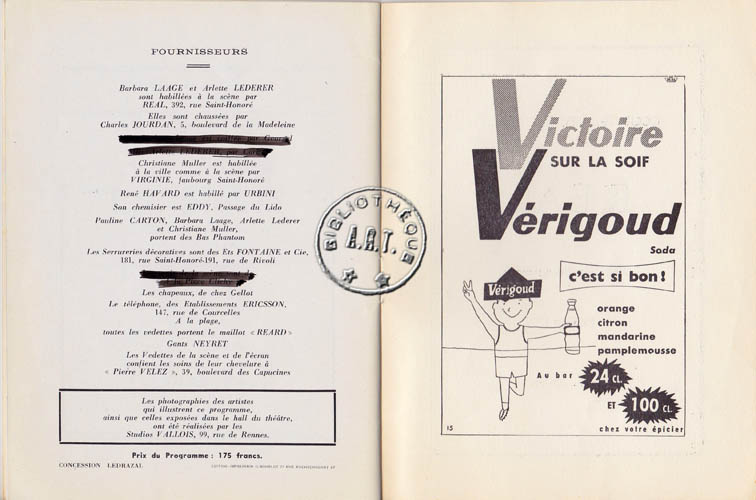 FOURNISSEURS
Barbara LAAGE et Arlette LEDERER
sont habillées à la scène par
REAL, 392, rue Saint-Honoré
Elles sont chaussées par
Charles JOURDAN, 5, boulevard de la Madeleine
Christiane Muller est habillée
à la ville comme à la scène par
VIRGINIE, faubourg Saint-Honoré
René HAVARD est habillé par URBINI
Son chemisier est EDDY, Passage du Lido
Pauline CARTON, Barbara Laage, Arlette Lederer
et Christiane Muller,
portent des Bas Phantom
Les Serrureries décoratives sont des Ets FONTAINE et Cie,
181, rue Saint-Honoré-191, rue de Rivoli
Les chapeaux, de chez Gellot
Le téléphone, des Etablissements ERICSSON,
147, rue de Courcelles
A la plage,
toutes les vedettes portent le maillot « REARD »
Gants NEYRET
Les Vedettes de la scène et de l'écran
confient les soins de leur chevelure à
« Pierre VELEZ », 39, boulevard des Capucines
Les photographies des artistes
qui illustrent ce programme,
ainsi que celles exposées dans le hall du théâtre,
ont été réalisées par les
Studios VALLOIS, 99, rue de Rennes.
Prix du Programme : 175 francs.
CONCESSION LEDRAZAL
BIBLIOTHÈQUE
A.R.T.
Victoire
SUR LA SOIF
Vérigoud
Soda
c'est si bon!
Vérigoud
orange
citron
mandarine
pamplemousse
Au bar 24 CL.
ET 100 CL.
chez votre épicier
15